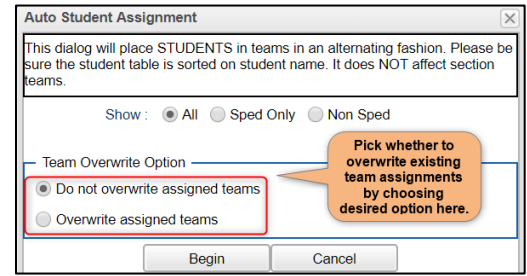 Auto Student Assignment
This dialog will place STUDENTS in teams in an alternating fashion. Please be
sure the student table is sorted on student name. It does NOT affect section
teams.
Show : All Sped Only Non Sped
Team Overwrite Option
Do not overwrite assigned teams
Overwrite assigned teams
Pick whether to
overwrite existing
team assignments
by choosing
desired option here.
Begin Cancel